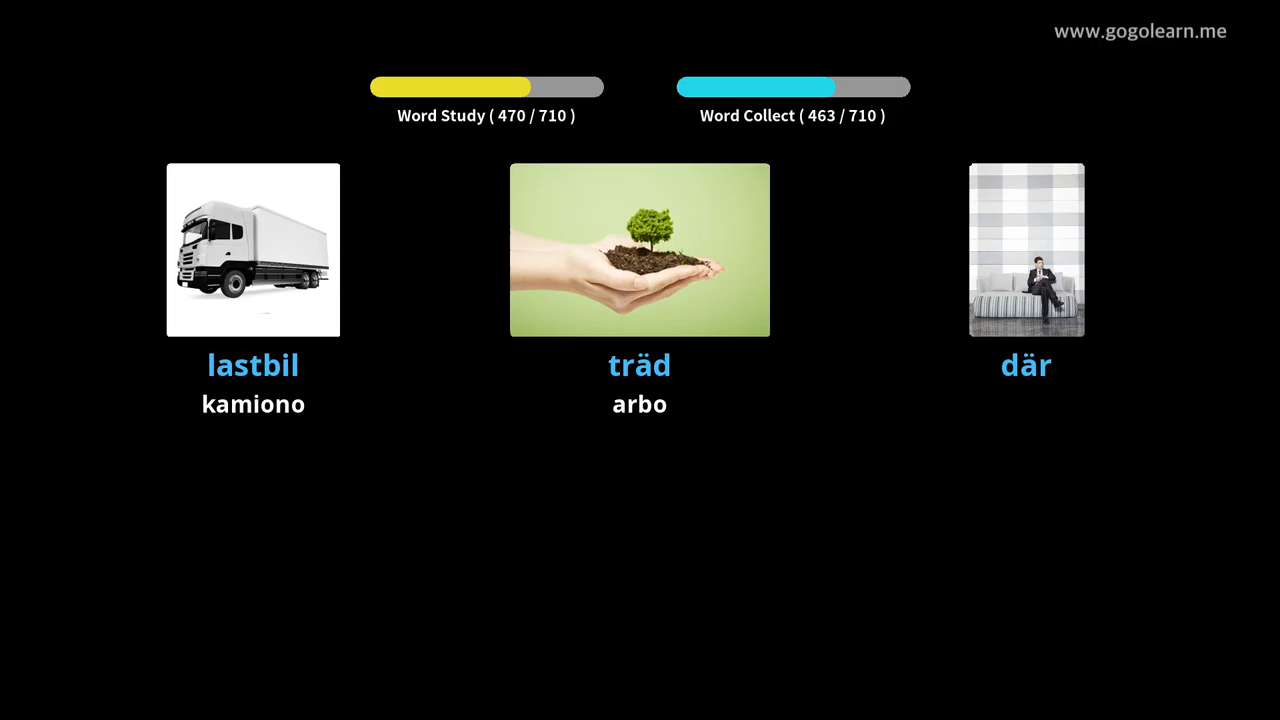 www.gogolearn.me
Word Study ( 470 / 710 )
Word Collect ( 463 / 710 )
lastbil
träd
där
kamiono
arbo